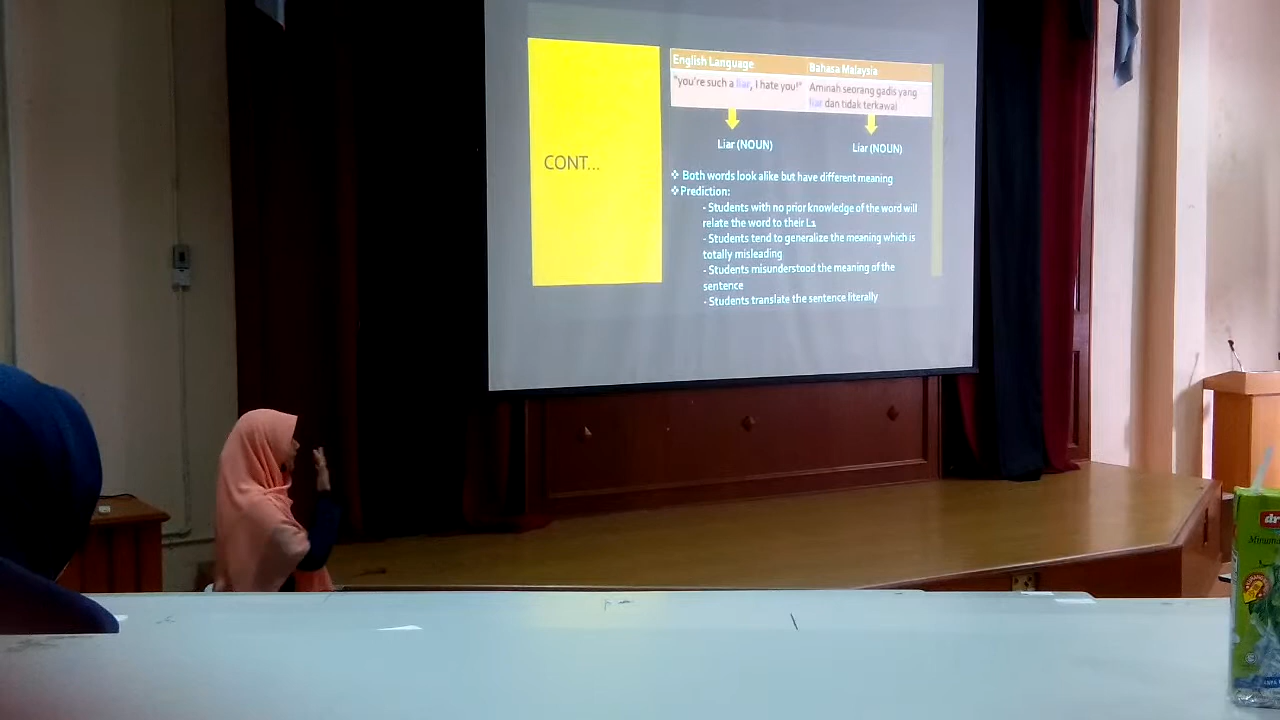 CONT...
English Language
Bahasa Malaysia
"you're such a liar, I hate you!"
Aminah seorang gadis yang
liar dan tidak terkawal
Liar (NOUN)
Liar (NOUN)
❖ Both words look alike but have different meaning
❖ Prediction:
- Students with no prior knowledge of the word will
relate the word to their L1
- Students tend to generalize the meaning which is
totally misleading
- Students misunderstood the meaning of the
sentence
- Students translate the sentence literally